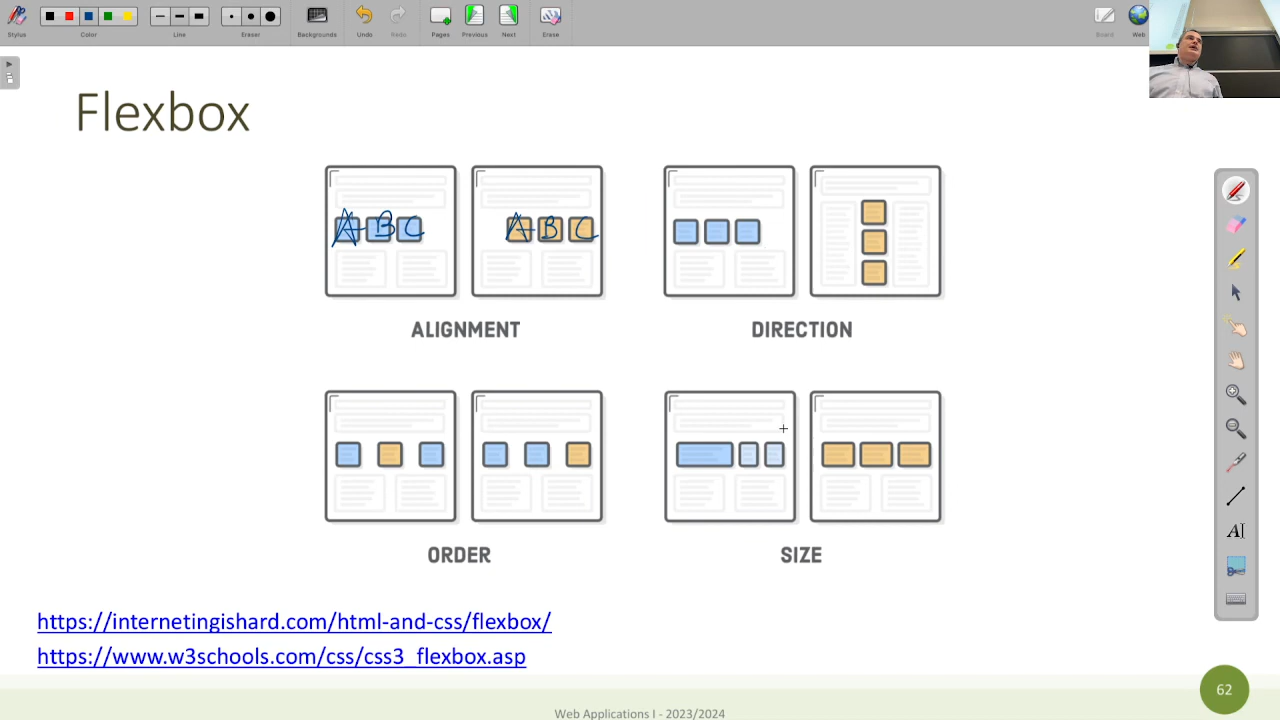 Stylus Color Line Eraser Backgrounds Undo Redo Pages Previous Next Erase Board Web
Flexbox
A B C A B C
ALIGNMENT DIRECTION
ORDER SIZE
https://internetingishard.com/html-and-css/flexbox/
https://www.w3schools.com/css/css3_flexbox.asp
62
Web Applications I - 2023/2024